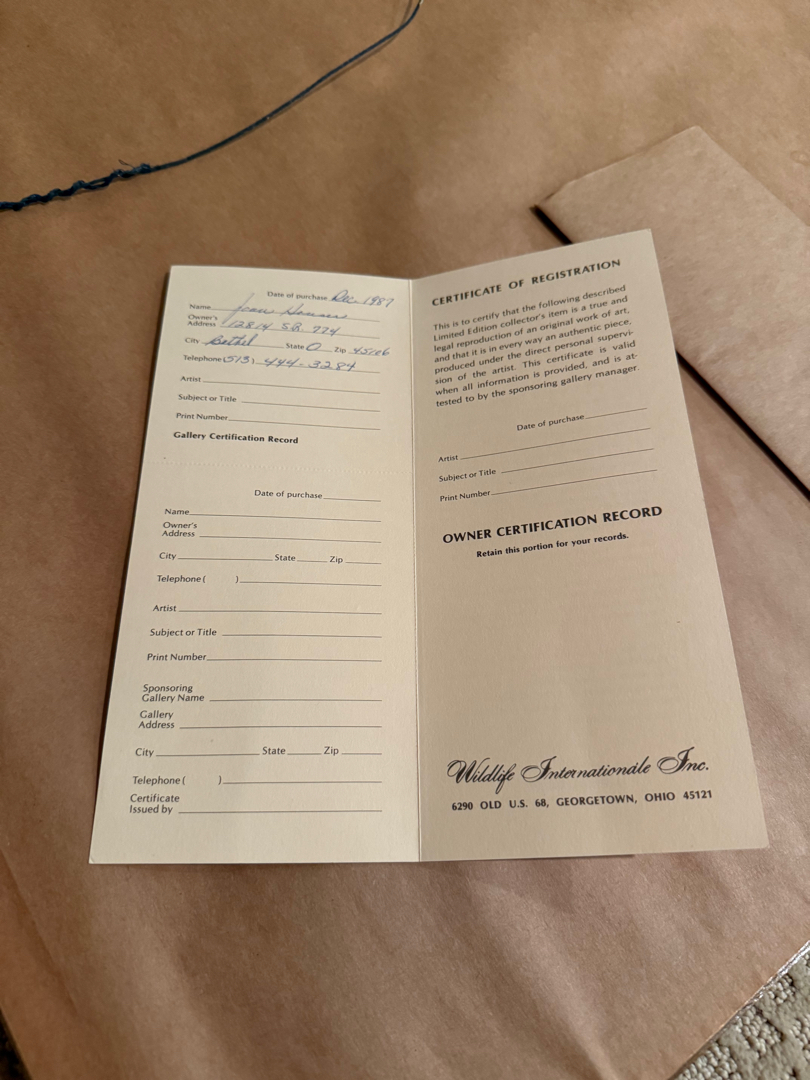 Date of purchase Dec. 1987
Name
Owner's
Address 12814 S.R. 774
City Bethel State O Zip 45106
Telephone (513) 444-3284
Artist
Subject or Title
Print Number
Gallery Certification Record
Date of purchase
Name
Owner's
Address
City State Zip
Telephone ( )
Artist
Subject or Title
Print Number
Sponsoring
Gallery Name
Gallery
Address
City State Zip
Telephone ( )
Certificate
Issued by
CERTIFICATE OF REGISTRATION
This is to certify that the following described
Limited Edition collector's item is a true and
legal reproduction of an original work of art,
and that it is in every way an authentic piece,
produced under the direct personal supervi-
sion of the artist. This certificate is valid
when all information is provided, and is at-
tested to by the sponsoring gallery manager.
Date of purchase
Artist
Subject or Title
Print Number
OWNER CERTIFICATION RECORD
Retain this portion for your records.
Wildlife Internationale Inc.
6290 OLD U.S. 68, GEORGETOWN, OHIO 45121